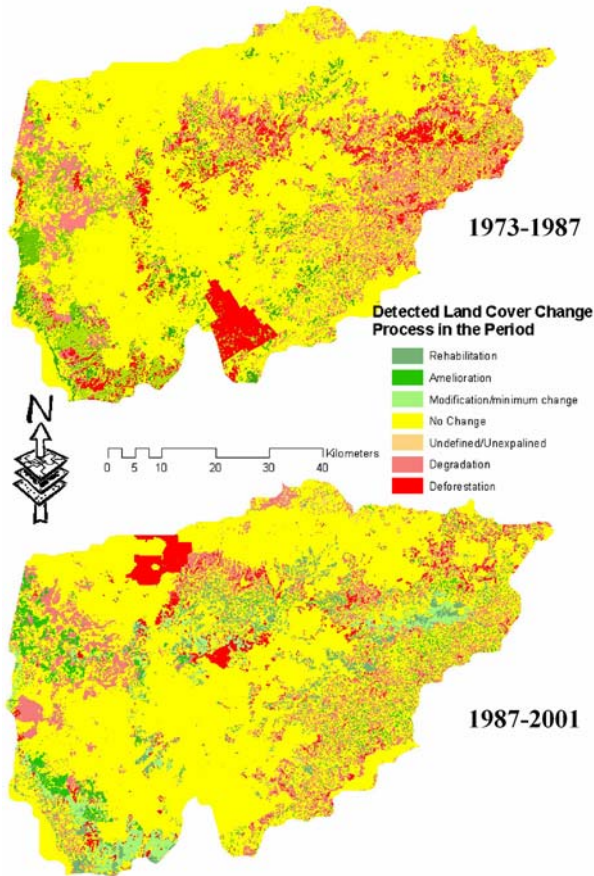 1973-1987
Detected Land Cover Change
Process in the Period
Rehabilitation
Amelioration
Modification/minimum change
No Change
Undefined/Unexpalined
Degradation
Deforestation
N
Kilometers
0 5 10 20 30 40
1987-2001